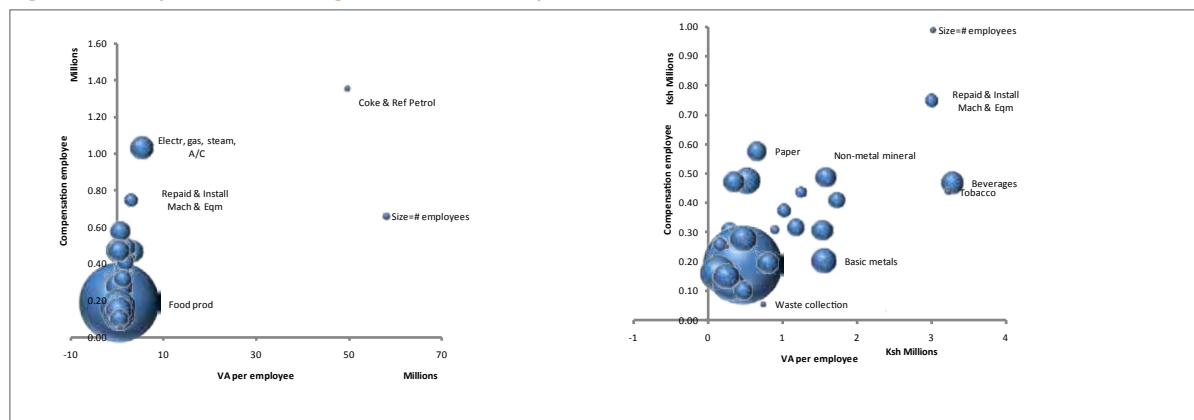 Millions
Compensation employee
1.60
1.40
1.20
1.00
0.80
0.60
0.40
0.20
0.00
-10
10
30
50
70
VA per employee
Millions
Coke & Ref Petrol
Electr, gas, steam,
A/C
Repaid & Install
Mach & Eqm
Size=# employees
Food prod
Ksh Millions
Compensation employee
1.00
0.90
0.80
0.70
0.60
0.50
0.40
0.30
0.20
0.10
0.00
-1
0
1
2
3
4
VA per employee
Ksh Millions
Size=# employees
Repaid & Install
Mach & Eqm
Paper
Non-metal mineral
Beverages
Tobacco
Basic metals
Waste collection